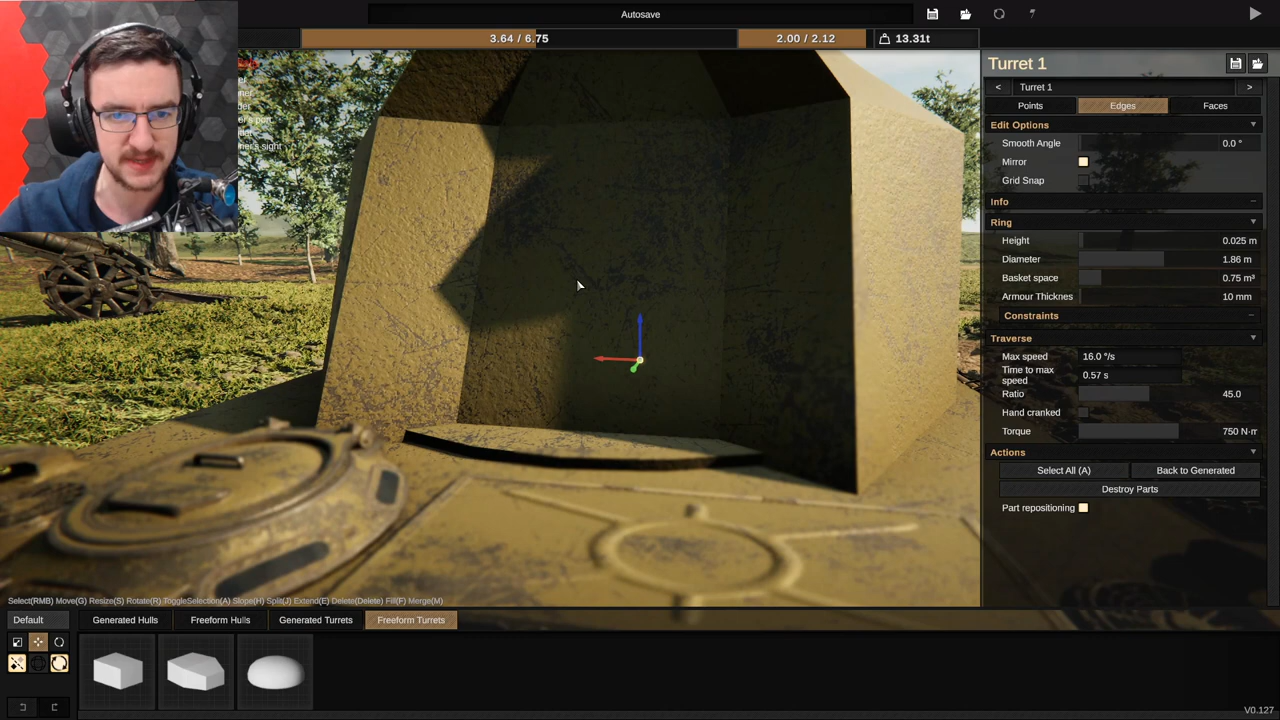 Autosave
3.64 / 6.75
2.00 / 2.12
13.31t
Turret 1
<
Turret 1
>
Points
Edges
Faces
Edit Options
Smooth Angle
0.0 °
Mirror
Grid Snap
Info
Ring
Height
0.025 m
Diameter
1.86 m
Basket space
0.75 m³
Armour Thicknes
10 mm
Constraints
Traverse
Max speed
16.0 °/s
Time to max
speed
0.57 s
Ratio
45.0
Hand cranked
Torque
750 N·m
Actions
Select All (A)
Back to Generated
Destroy Parts
Part repositioning
Select(RMB) Move(G) Resize(S) Rotate(R) ToggleSelection(A) Slope(H) Split(J) Extend(E) Delete(Delete) Fill(F) Merge(M)
Default
Generated Hulls
Freeform Hulls
Generated Turrets
Freeform Turrets
V0.127